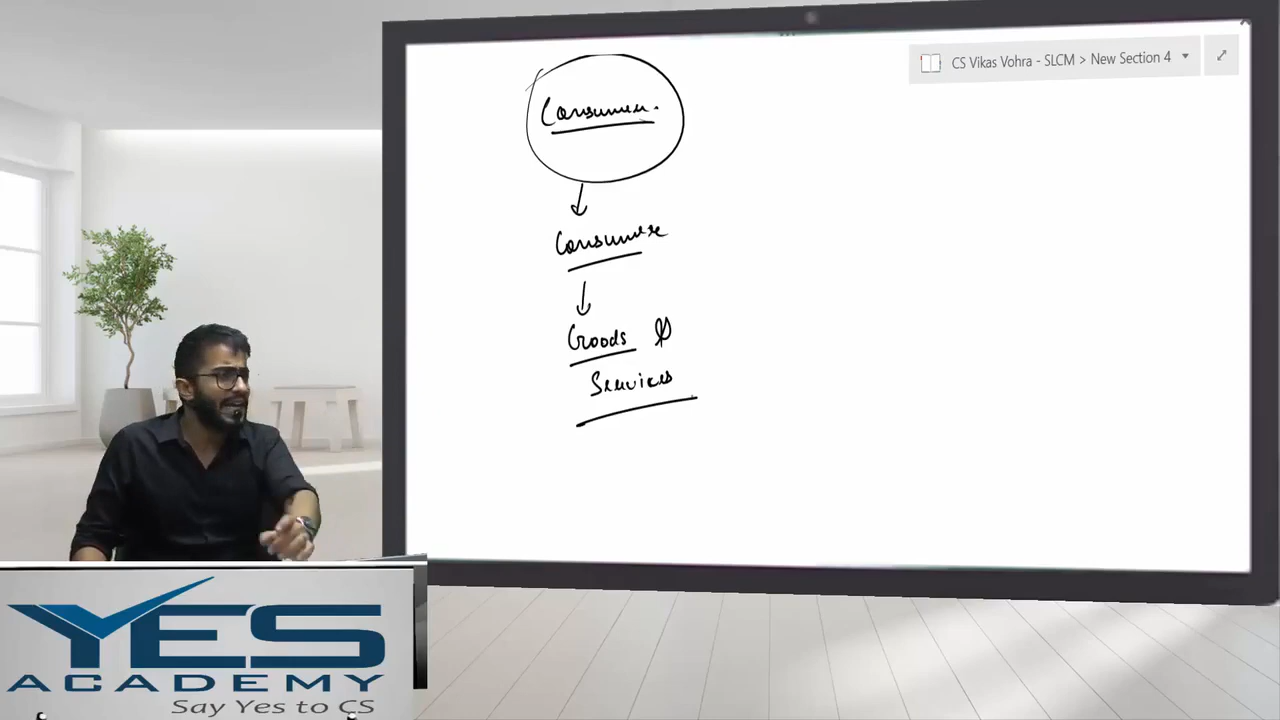 CS Vikas Vohra - SLCM > New Section 4
Consumer.
Consumer
Goods &
Services
YES
ACADEMY
Say Yes to CS